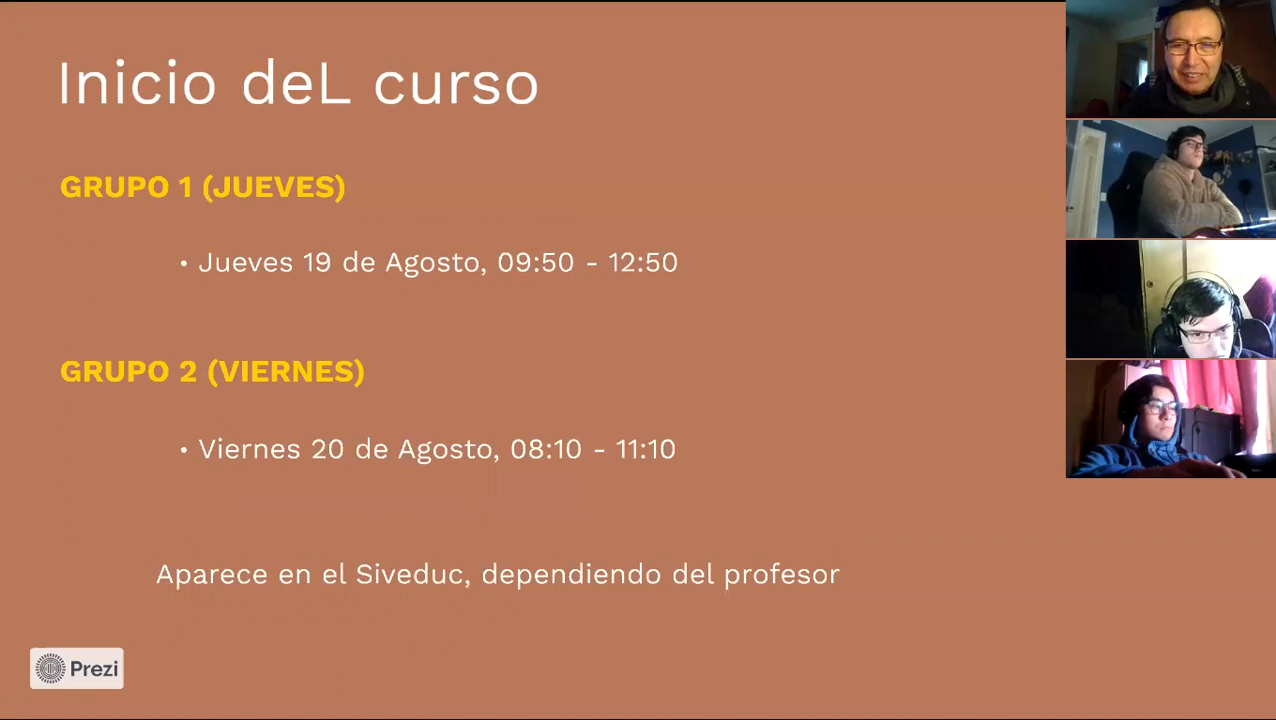 Inicio deL curso
GRUPO 1 (JUEVES)
• Jueves 19 de Agosto, 09:50 - 12:50
GRUPO 2 (VIERNES)
• Viernes 20 de Agosto, 08:10 - 11:10
Aparece en el Siveduc, dependiendo del profesor
Prezi